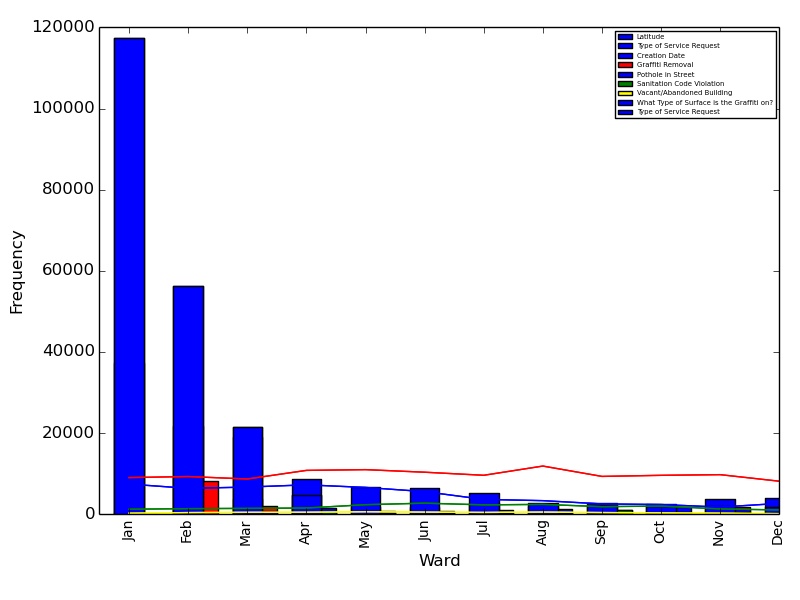 120000
100000
80000
60000
40000
20000
0
Frequency
Latitude
Type of Service Request
Creation Date
Graffiti Removal
Pothole in Street
Sanitation Code Violation
Vacant/Abandoned Building
What Type of Surface is the Graffiti on?
Type of Service Request
Jan
Feb
Mar
Apr
May
Jun
Jul
Aug
Sep
Oct
Nov
Dec
Ward